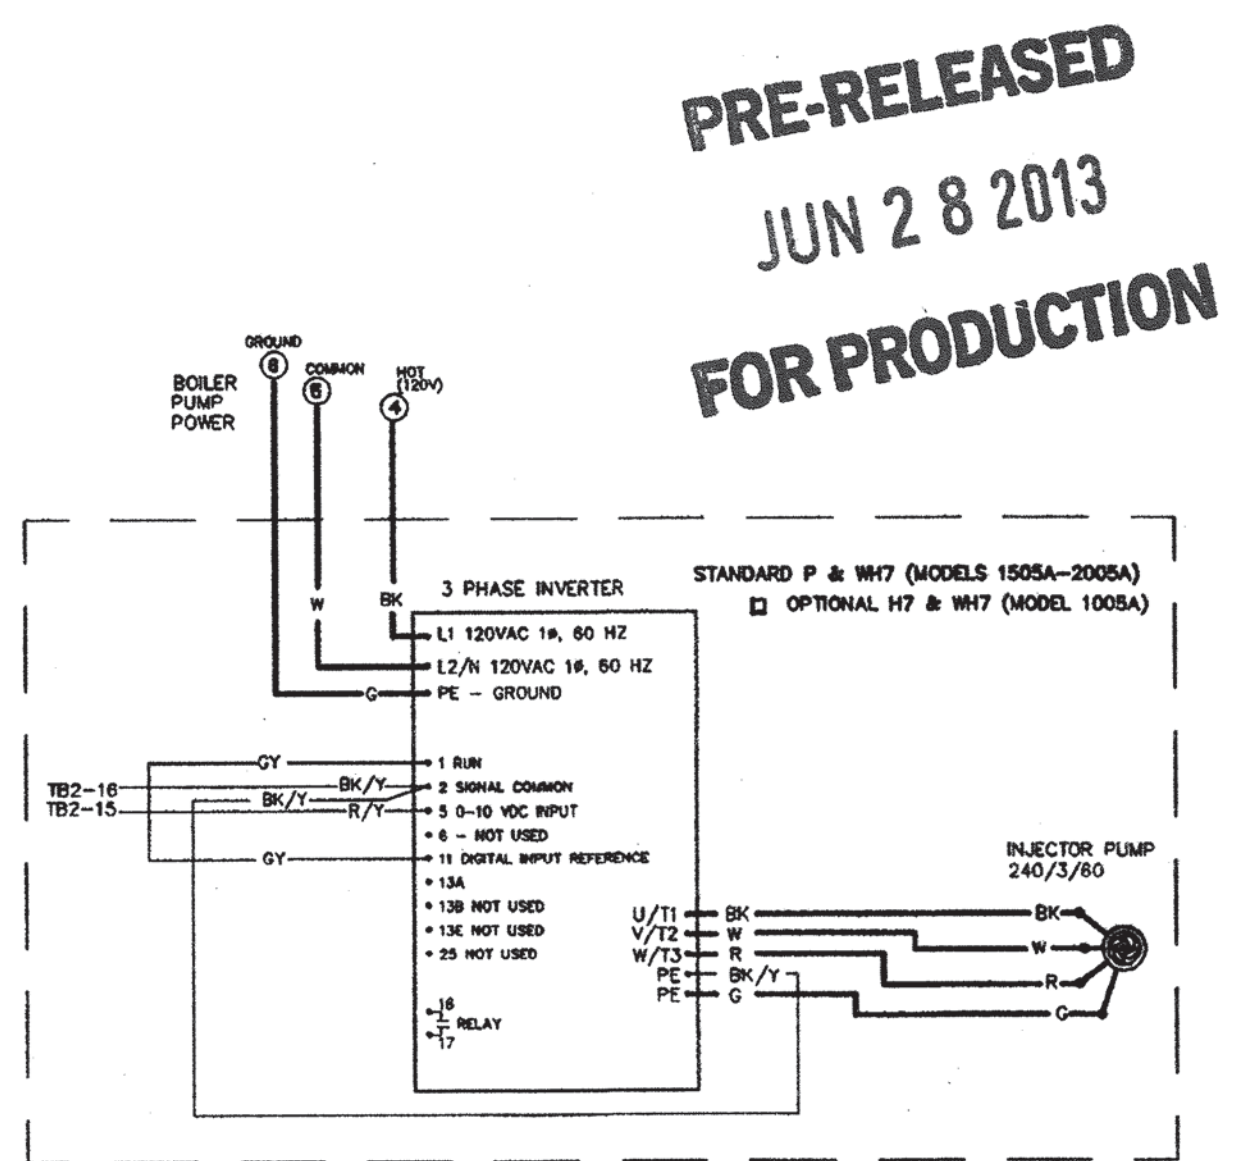 PRE-RELEASED
JUN 28 2013
FOR PRODUCTION
GROUND
6
COMMON
5
HOT
(120V)
4
BOILER
PUMP
POWER
W
BK
3 PHASE INVERTER
STANDARD P & WH7 (MODELS 1505A-2005A)
OPTIONAL H7 & WH7 (MODEL 1005A)
L1 120VAC 1ø, 60 HZ
L2/N 120VAC 1ø, 60 HZ
G
PE - GROUND
GY
1 RUN
TB2-16
BK/Y
2 SIGNAL COMMON
BK/Y
TB2-15
R/Y
5 0-10 VDC INPUT
6 - NOT USED
GY
11 DIGITAL INPUT REFERENCE
13A
13B NOT USED
13E NOT USED
25 NOT USED
16
RELAY
17
INJECTOR PUMP
240/3/60
U/T1 BK BK
V/T2 W W
W/T3 R R
PE BK/Y
PE G G